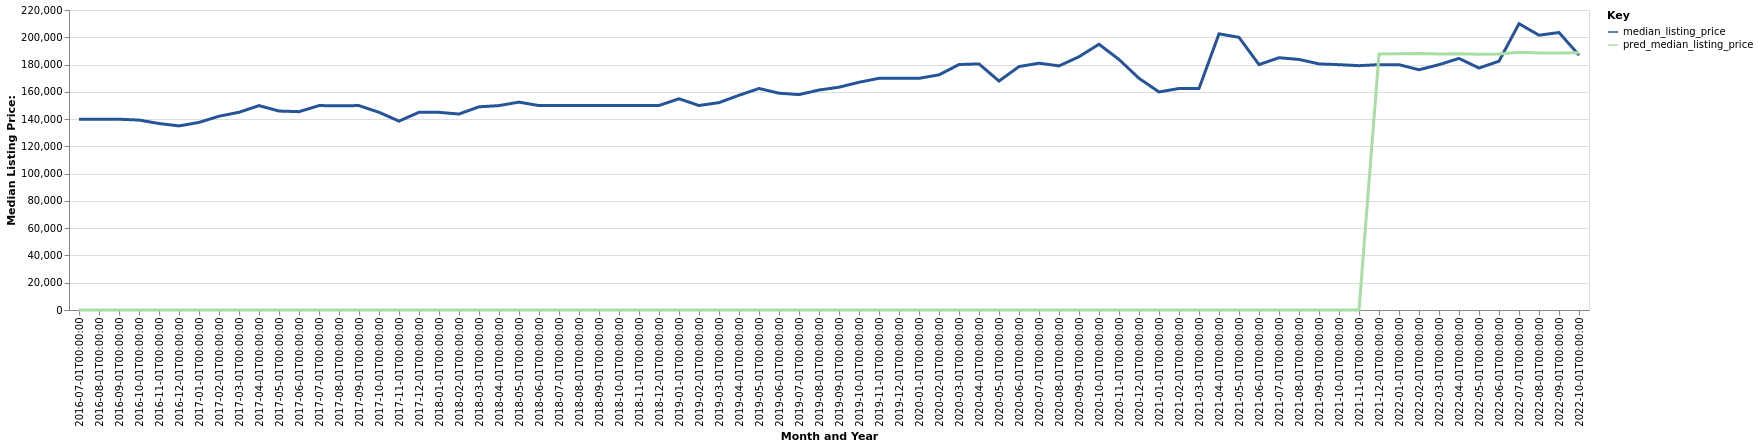 220,000
200,000
180,000
160,000
140,000
120,000
100,000
80,000
60,000
40,000
20,000
0
Median Listing Price:
2016-07-01T00:00:00
2016-08-01T00:00:00
2016-09-01T00:00:00
2016-10-01T00:00:00
2016-11-01T00:00:00
2016-12-01T00:00:00
2017-01-01T00:00:00
2017-02-01T00:00:00
2017-03-01T00:00:00
2017-04-01T00:00:00
2017-05-01T00:00:00
2017-06-01T00:00:00
2017-07-01T00:00:00
2017-08-01T00:00:00
2017-09-01T00:00:00
2017-10-01T00:00:00
2017-11-01T00:00:00
2017-12-01T00:00:00
2018-01-01T00:00:00
2018-02-01T00:00:00
2018-03-01T00:00:00
2018-04-01T00:00:00
2018-05-01T00:00:00
2018-06-01T00:00:00
2018-07-01T00:00:00
2018-08-01T00:00:00
2018-09-01T00:00:00
2018-10-01T00:00:00
2018-11-01T00:00:00
2018-12-01T00:00:00
2019-01-01T00:00:00
2019-02-01T00:00:00
2019-03-01T00:00:00
2019-04-01T00:00:00
2019-05-01T00:00:00
2019-06-01T00:00:00
2019-07-01T00:00:00
2019-08-01T00:00:00
2019-09-01T00:00:00
2019-10-01T00:00:00
2019-11-01T00:00:00
2019-12-01T00:00:00
2020-01-01T00:00:00
2020-02-01T00:00:00
2020-03-01T00:00:00
2020-04-01T00:00:00
2020-05-01T00:00:00
2020-06-01T00:00:00
2020-07-01T00:00:00
2020-08-01T00:00:00
2020-09-01T00:00:00
2020-10-01T00:00:00
2020-11-01T00:00:00
2020-12-01T00:00:00
2021-01-01T00:00:00
2021-02-01T00:00:00
2021-03-01T00:00:00
2021-04-01T00:00:00
2021-05-01T00:00:00
2021-06-01T00:00:00
2021-07-01T00:00:00
2021-08-01T00:00:00
2021-09-01T00:00:00
2021-10-01T00:00:00
2021-11-01T00:00:00
2021-12-01T00:00:00
2022-01-01T00:00:00
2022-02-01T00:00:00
2022-03-01T00:00:00
2022-04-01T00:00:00
2022-05-01T00:00:00
2022-06-01T00:00:00
2022-07-01T00:00:00
2022-08-01T00:00:00
2022-09-01T00:00:00
2022-10-01T00:00:00
Month and Year
Key
median_listing_price
pred_median_listing_price